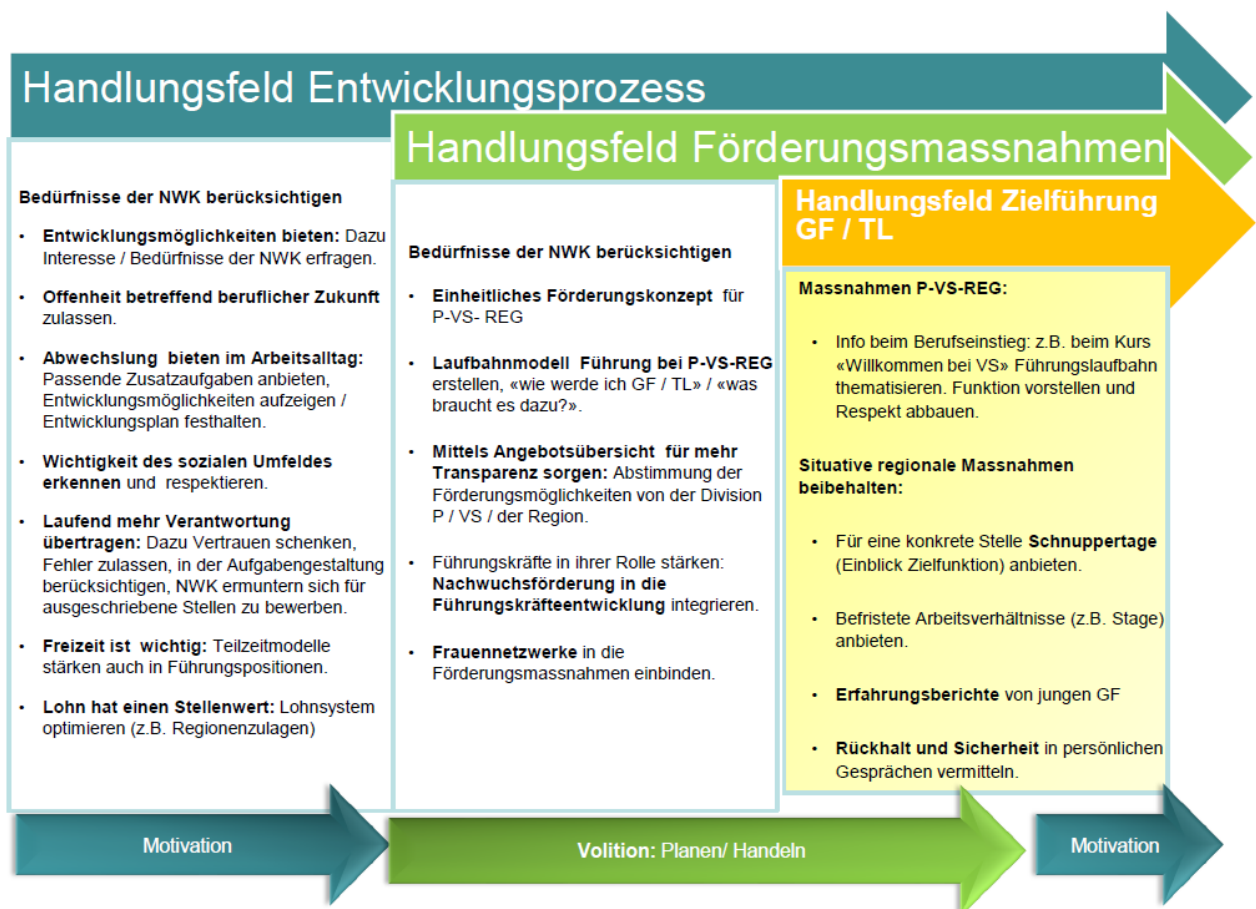 Handlungsfeld Entwicklungsprozess
Bedürfnisse der NWK berücksichtigen
• Entwicklungsmöglichkeiten bieten: Dazu
Interesse / Bedürfnisse der NWK erfragen.
• Offenheit betreffend beruflicher Zukunft
zulassen.
• Abwechslung bieten im Arbeitsalltag:
Passende Zusatzaufgaben anbieten,
Entwicklungsmöglichkeiten aufzeigen /
Entwicklungsplan festhalten.
• Wichtigkeit des sozialen Umfeldes
erkennen und respektieren.
• Laufend mehr Verantwortung
übertragen: Dazu Vertrauen schenken,
Fehler zulassen, in der Aufgabengestaltung
berücksichtigen, NWK ermuntern sich für
ausgeschriebene Stellen zu bewerben.
• Freizeit ist wichtig: Teilzeitmodelle
stärken auch in Führungspositionen.
• Lohn hat einen Stellenwert: Lohnsystem
optimieren (z.B. Regionenzulagen)
Handlungsfeld Förderungsmassnahmen
Bedürfnisse der NWK berücksichtigen
• Einheitliches Förderungskonzept für
P-VS- REG
• Laufbahnmodell Führung bei P-VS-REG
erstellen, «wie werde ich GF / TL» / «was
braucht es dazu?».
• Mittels Angebotsübersicht für mehr
Transparenz sorgen: Abstimmung der
Förderungsmöglichkeiten von der Division
P / VS / der Region.
• Führungskräfte in ihrer Rolle stärken:
Nachwuchsförderung in die
Führungskräfteentwicklung integrieren.
• Frauennetzwerke in die
Förderungsmassnahmen einbinden.
Handlungsfeld Zielführung
GF / TL
Massnahmen P-VS-REG:
• Info beim Berufseinstieg: z.B. beim Kurs
«Willkommen bei VS» Führungslaufbahn
thematisieren. Funktion vorstellen und
Respekt abbauen.
Situative regionale Massnahmen
beibehalten:
• Für eine konkrete Stelle Schnuppertage
(Einblick Zielfunktion) anbieten.
• Befristete Arbeitsverhältnisse (z.B. Stage)
anbieten.
• Erfahrungsberichte von jungen GF
• Rückhalt und Sicherheit in persönlichen
Gesprächen vermitteln.
Motivation
Volition: Planen/ Handeln
Motivation